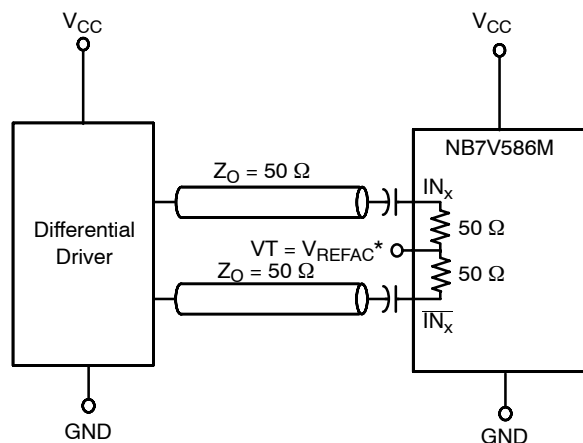 VCC
VCC
NB7V586M
ZO = 50 Ω
INx
50 Ω
Differential
Driver
VT = VREFAC*
50 Ω
ZO = 50 Ω
INx
GND
GND